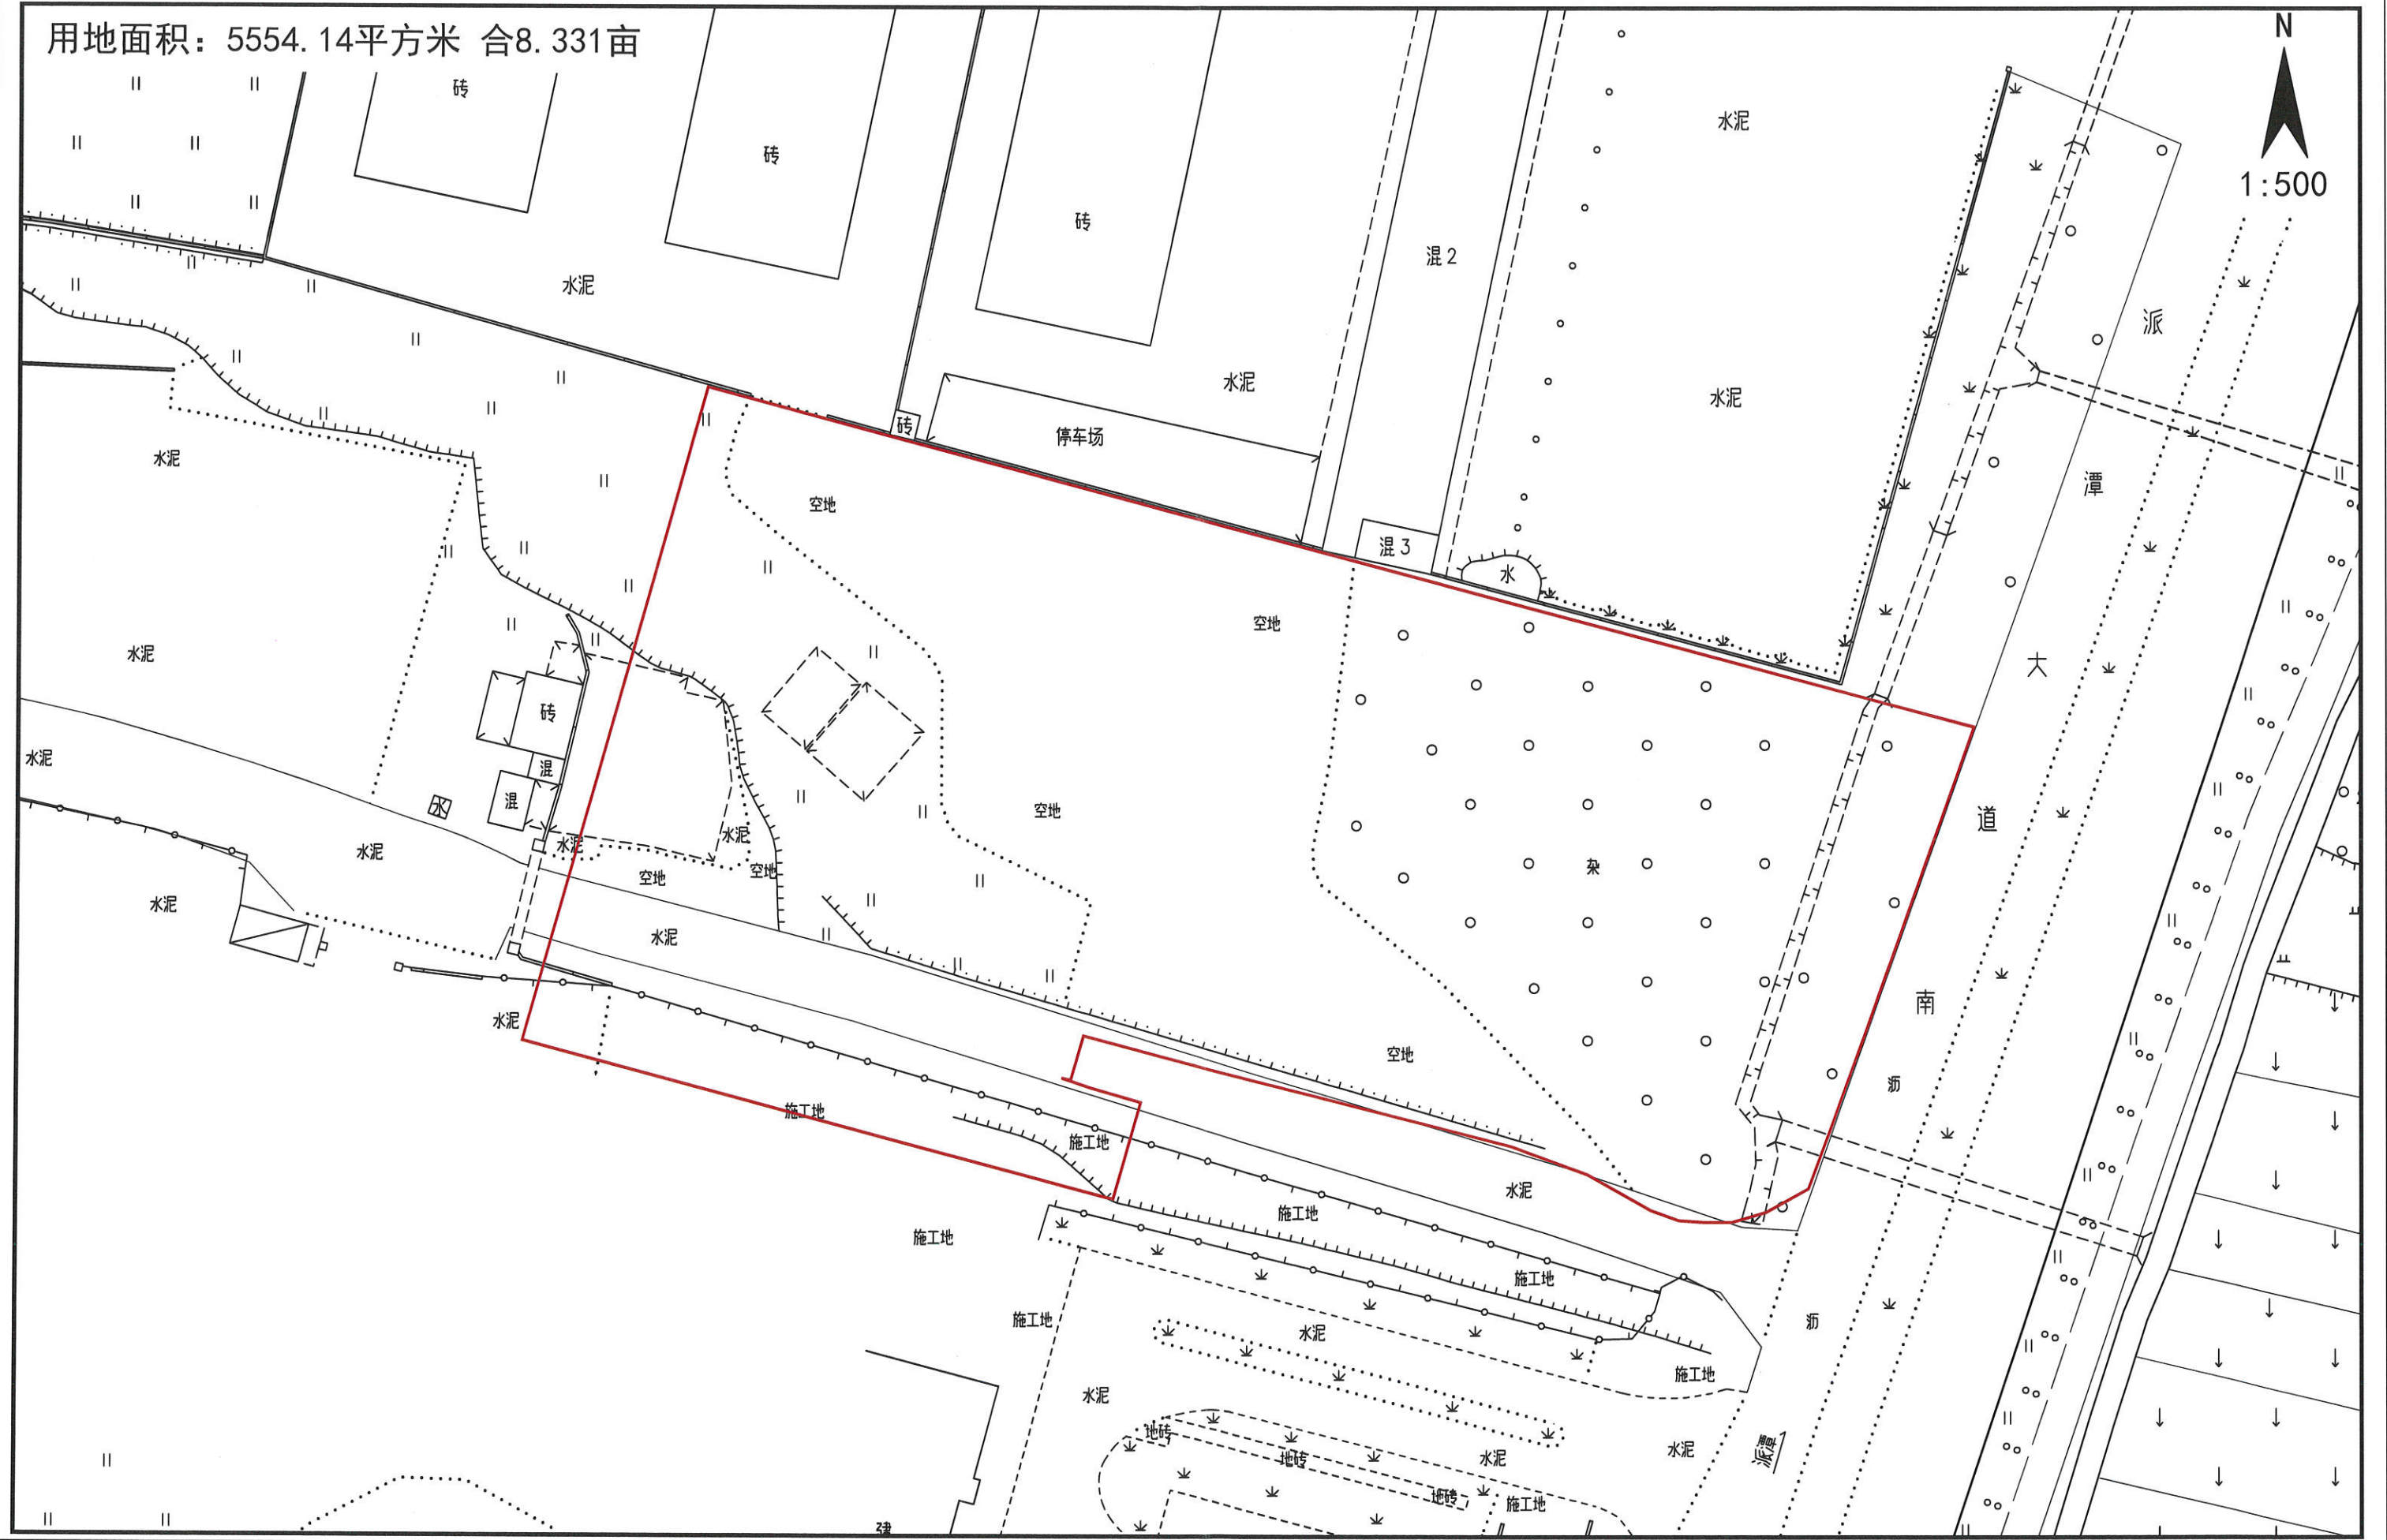 用地面积：5554.14平方米 合8.331亩
N
1:500
砖
砖
砖
水泥
水泥
混2
水泥
水泥
水泥
停车场
砖
派
潭
大
道
南
沥
沥
派潭
水泥
空地
混3
水
空地
水泥
砖
混
混
水
水泥
水泥
水泥
空地
空地
水泥
空地
杂
水泥
水泥
水泥
水泥
空地
施工地
施工地
水泥
施工地
施工地
施工地
施工地
水泥
施工地
水泥
地砖
地砖
地砖
水泥
水泥
施工地
建